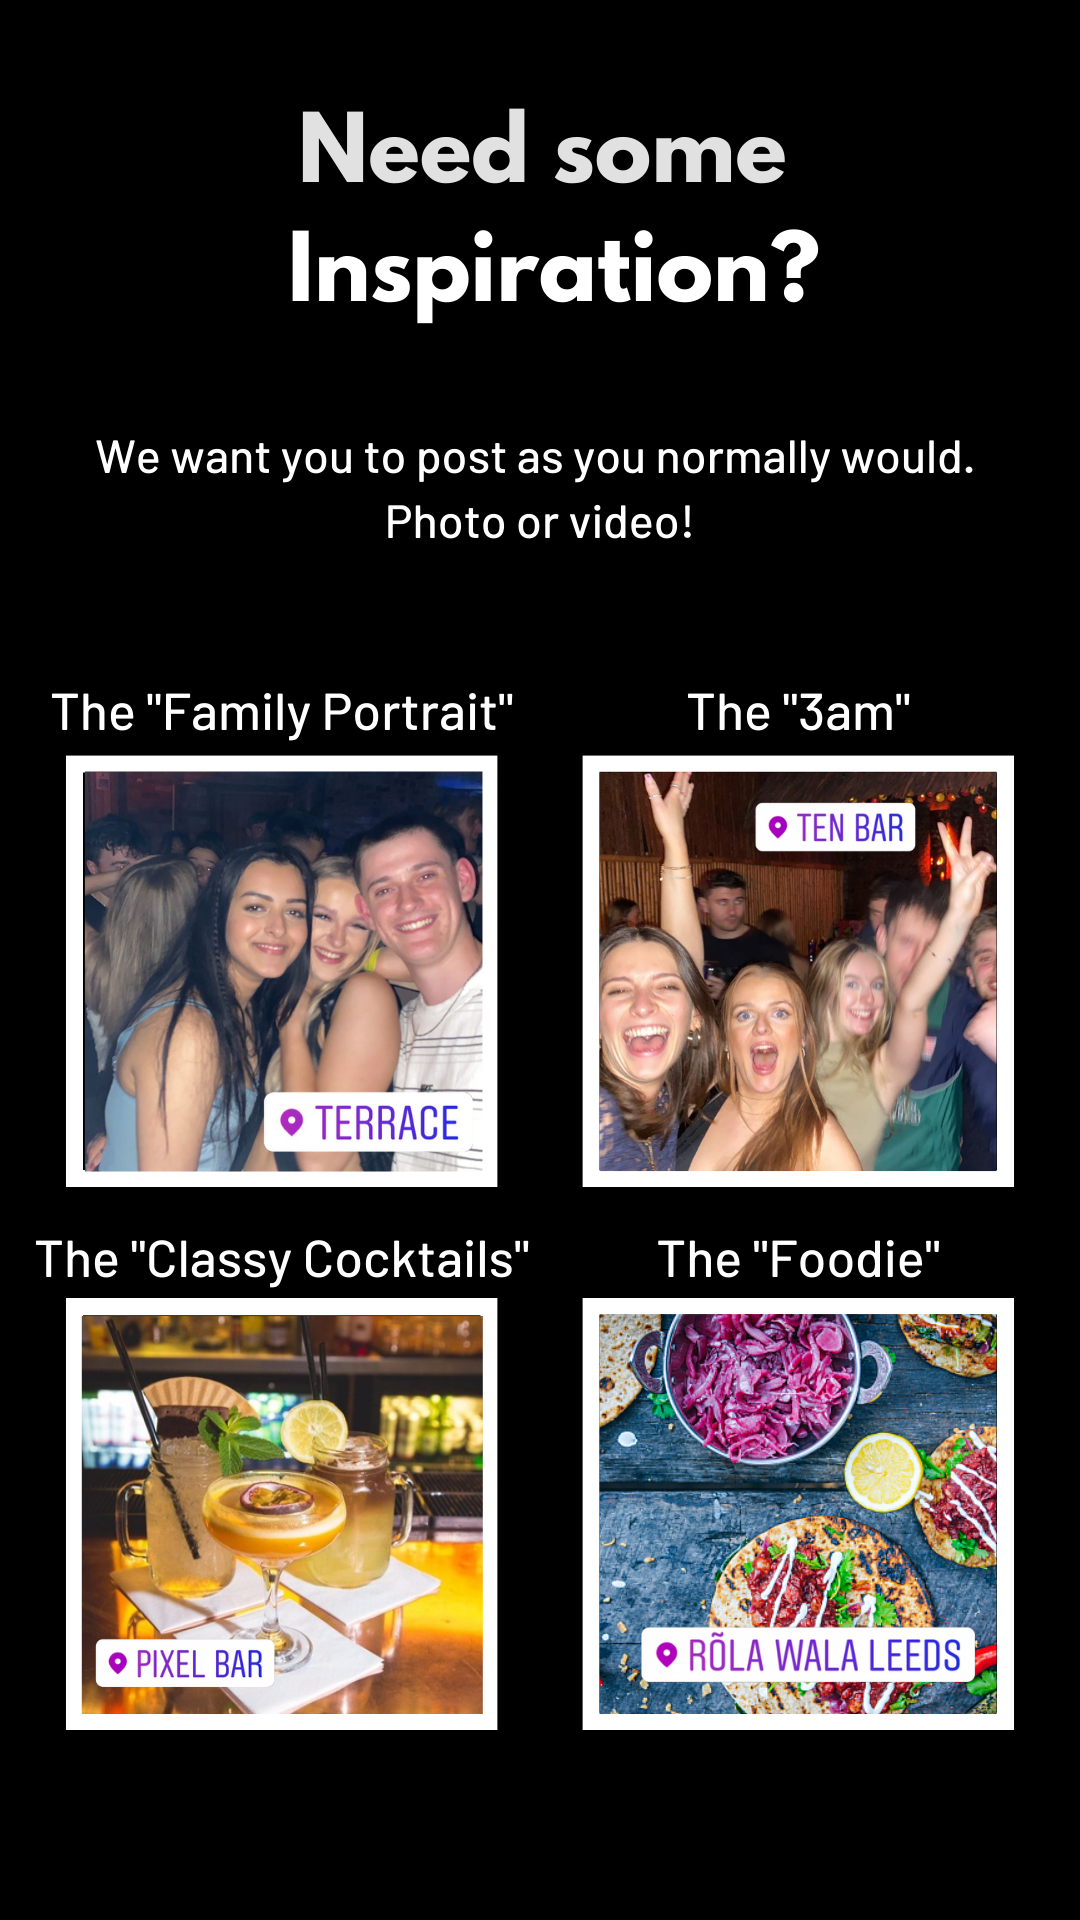 Need some
Inspiration?
We want you to post as you normally would.
Photo or video!
The "Family Portrait"
The "3am"
TERRACE
TEN BAR
The "Classy Cocktails"
The "Foodie"
PIXEL BAR
RÕLA WALA LEEDS